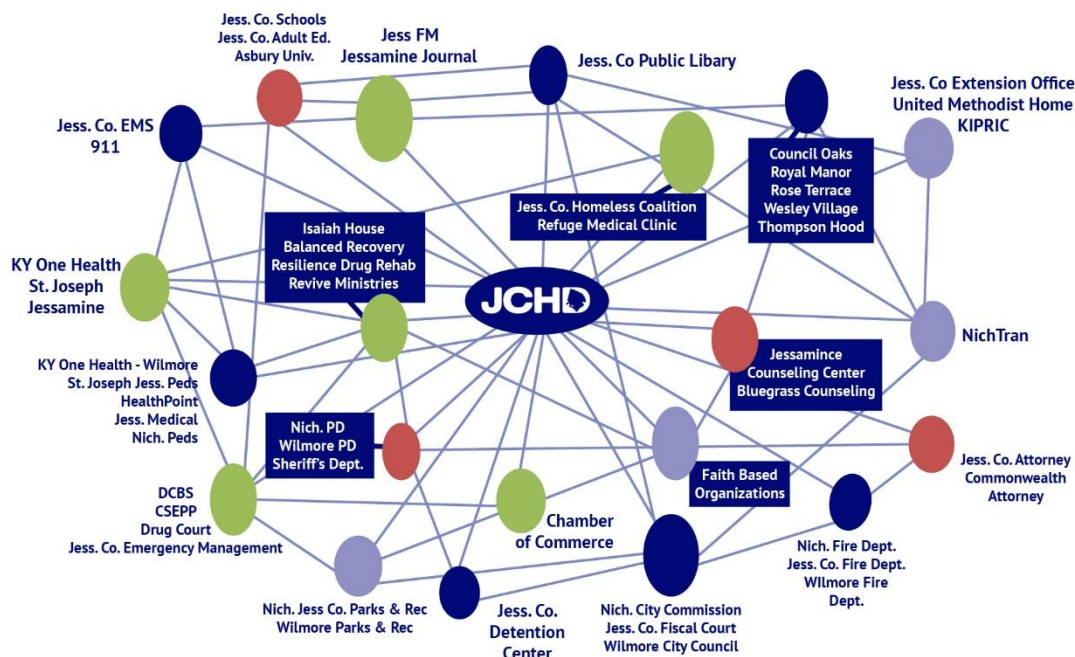 Jess. Co. Schools
Jess. Co. Adult Ed.
Asbury Univ.
Jess FM
Jessamine Journal
Jess. Co Public Libary
Jess. Co Extension Office
United Methodist Home
KIPRIC
Jess. Co. EMS
911
Council Oaks
Royal Manor
Rose Terrace
Wesley Village
Thompson Hood
Jess. Co. Homeless Coalition
Refuge Medical Clinic
Isaiah House
Balanced Recovery
Resilience Drug Rehab
Revive Ministries
KY One Health
St. Joseph
Jessamine
JCHD
NichTran
Jessamince
Counseling Center
Bluegrass Counseling
KY One Health - Wilmore
St. Joseph Jess. Peds
HealthPoint
Jess. Medical
Nich. Peds
Nich. PD
Wilmore PD
Sheriff's Dept.
Faith Based
Organizations
Jess. Co. Attorney
Commonwealth
Attorney
DCBS
CSEPP
Drug Court
Jess. Co. Emergency Management
Chamber
of Commerce
Nich. Fire Dept.
Jess. Co. Fire Dept.
WIlmore Fire
Dept.
Nich. Jess Co. Parks & Rec
Wilmore Parks & Rec
Jess. Co.
Detention
Center
Nich. City Commission
Jess. Co. Fiscal Court
Wilmore City Council